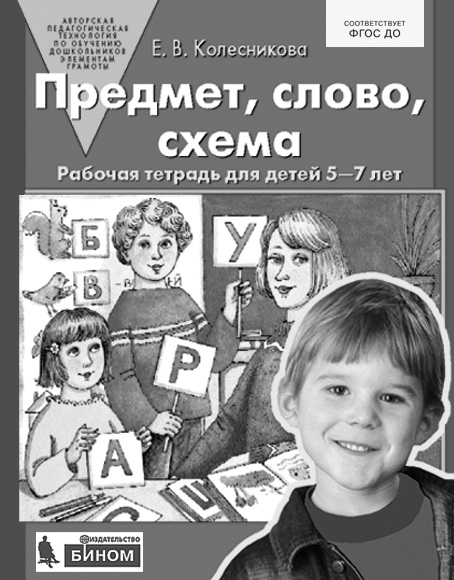 АВТОРСКАЯ
ПЕДАГОГИЧЕСКАЯ
ТЕХНОЛОГИЯ
ПО ОБУЧЕНИЮ
ДОШКОЛЬНИКОВ
ЭЛЕМЕНТАМ
ГРАМОТЫ
СООТВЕТСТВУЕТ
ФГОС ДО
Е. В. Колесникова
Предмет, слово,
схема
Рабочая тетрадь для детей 5—7 лет
Б
У
В
Р
А
издательство
БИНОМ